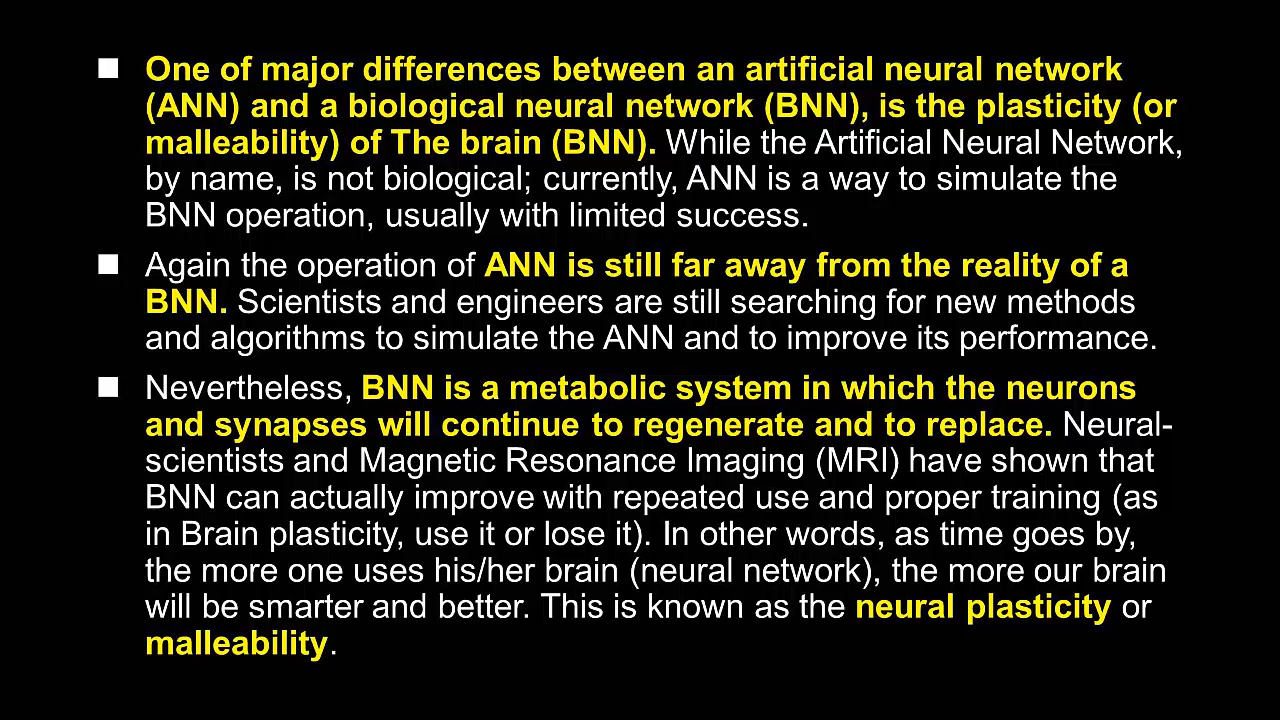 One of major differences between an artificial neural network
(ANN) and a biological neural network (BNN), is the plasticity (or
malleability) of The brain (BNN). While the Artificial Neural Network,
by name, is not biological; currently, ANN is a way to simulate the
BNN operation, usually with limited success.
Again the operation of ANN is still far away from the reality of a
BNN. Scientists and engineers are still searching for new methods
and algorithms to simulate the ANN and to improve its performance.
Nevertheless, BNN is a metabolic system in which the neurons
and synapses will continue to regenerate and to replace. Neural-
scientists and Magnetic Resonance Imaging (MRI) have shown that
BNN can actually improve with repeated use and proper training (as
in Brain plasticity, use it or lose it). In other words, as time goes by,
the more one uses his/her brain (neural network), the more our brain
will be smarter and better. This is known as the neural plasticity or
malleability.